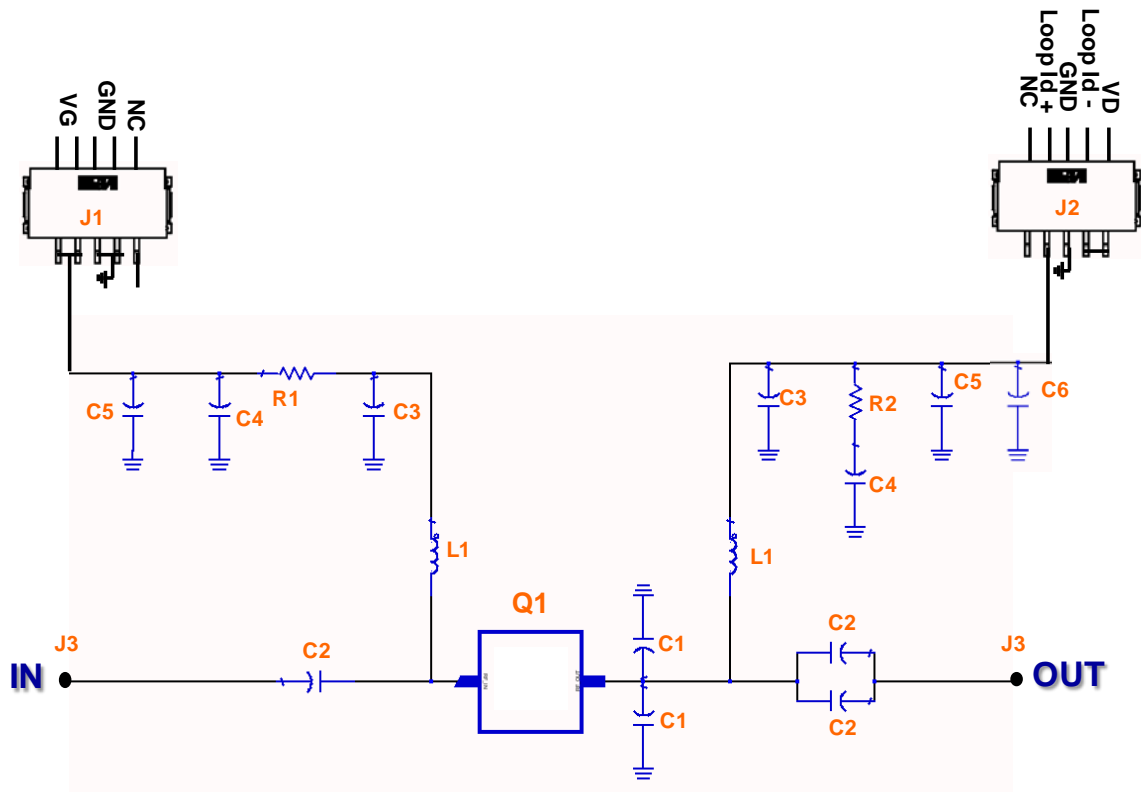 VG
GND
NC
NC
Loop Id +
GND
Loop Id -
VD
J1
J2
C5
C4
R1
C3
C3
R2
C5
C6
C4
L1
L1
Q1
J3
IN
C2
C1
C1
C2
C2
J3
OUT